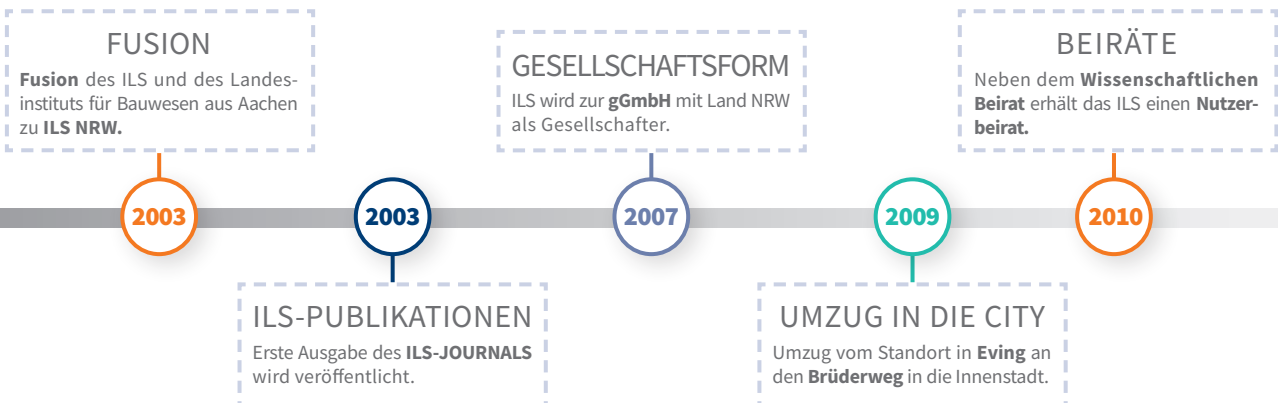 FUSION
Fusion des ILS und des Landes-
instituts für Bauwesen aus Aachen
zu ILS NRW.
2003
2003
ILS-PUBLIKATIONEN
Erste Ausgabe des ILS-JOURNALS
wird veröffentlicht.
GESELLSCHAFTSFORM
ILS wird zur gGmbH mit Land NRW
als Gesellschafter.
2007
2009
UMZUG IN DIE CITY
Umzug vom Standort in Eving an
den Brüderweg in die Innenstadt.
BEIRÄTE
Neben dem Wissenschaftlichen
Beirat erhält das ILS einen Nutzer-
beirat.
2010